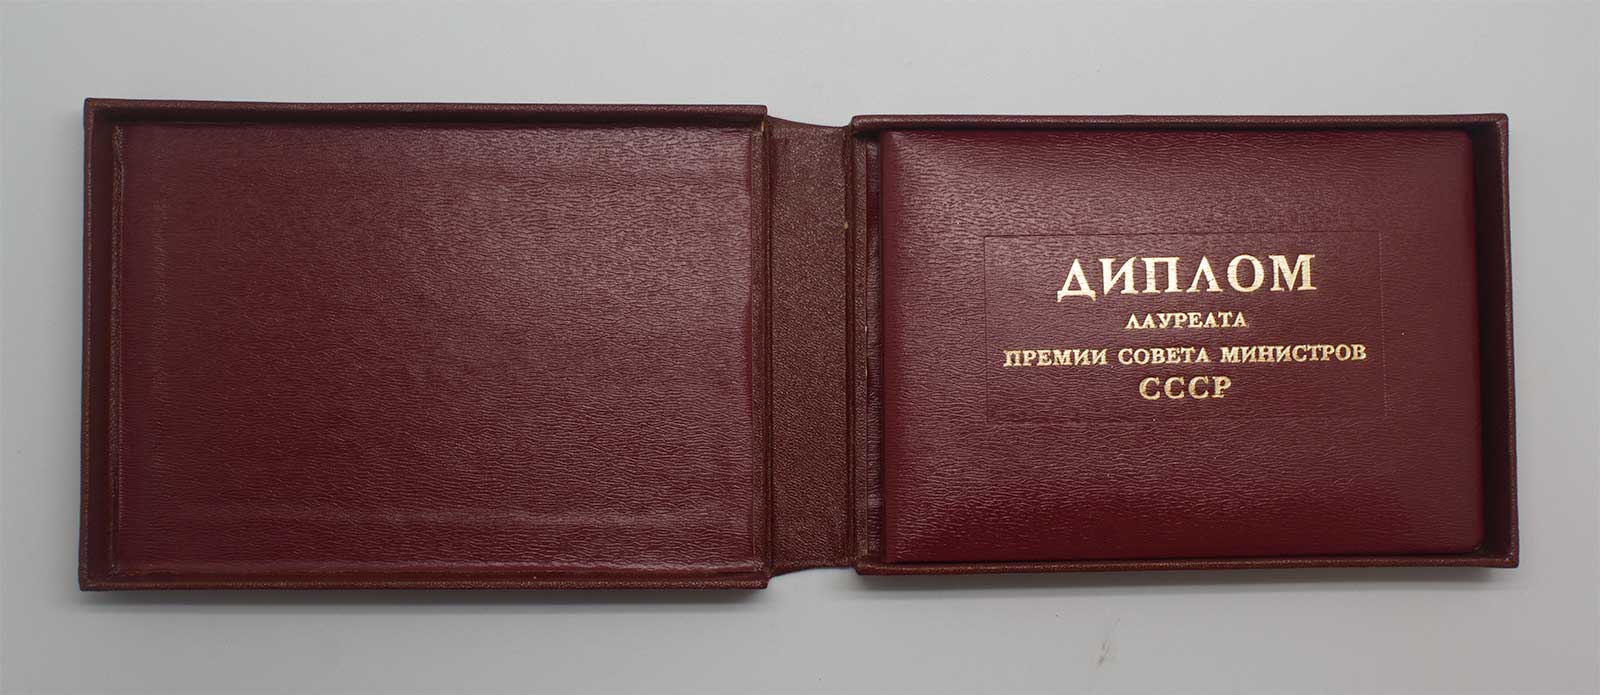 ДИПЛОМ
ЛАУРЕАТА
ПРЕМИИ СОВЕТА МИНИСТРОВ
СССР